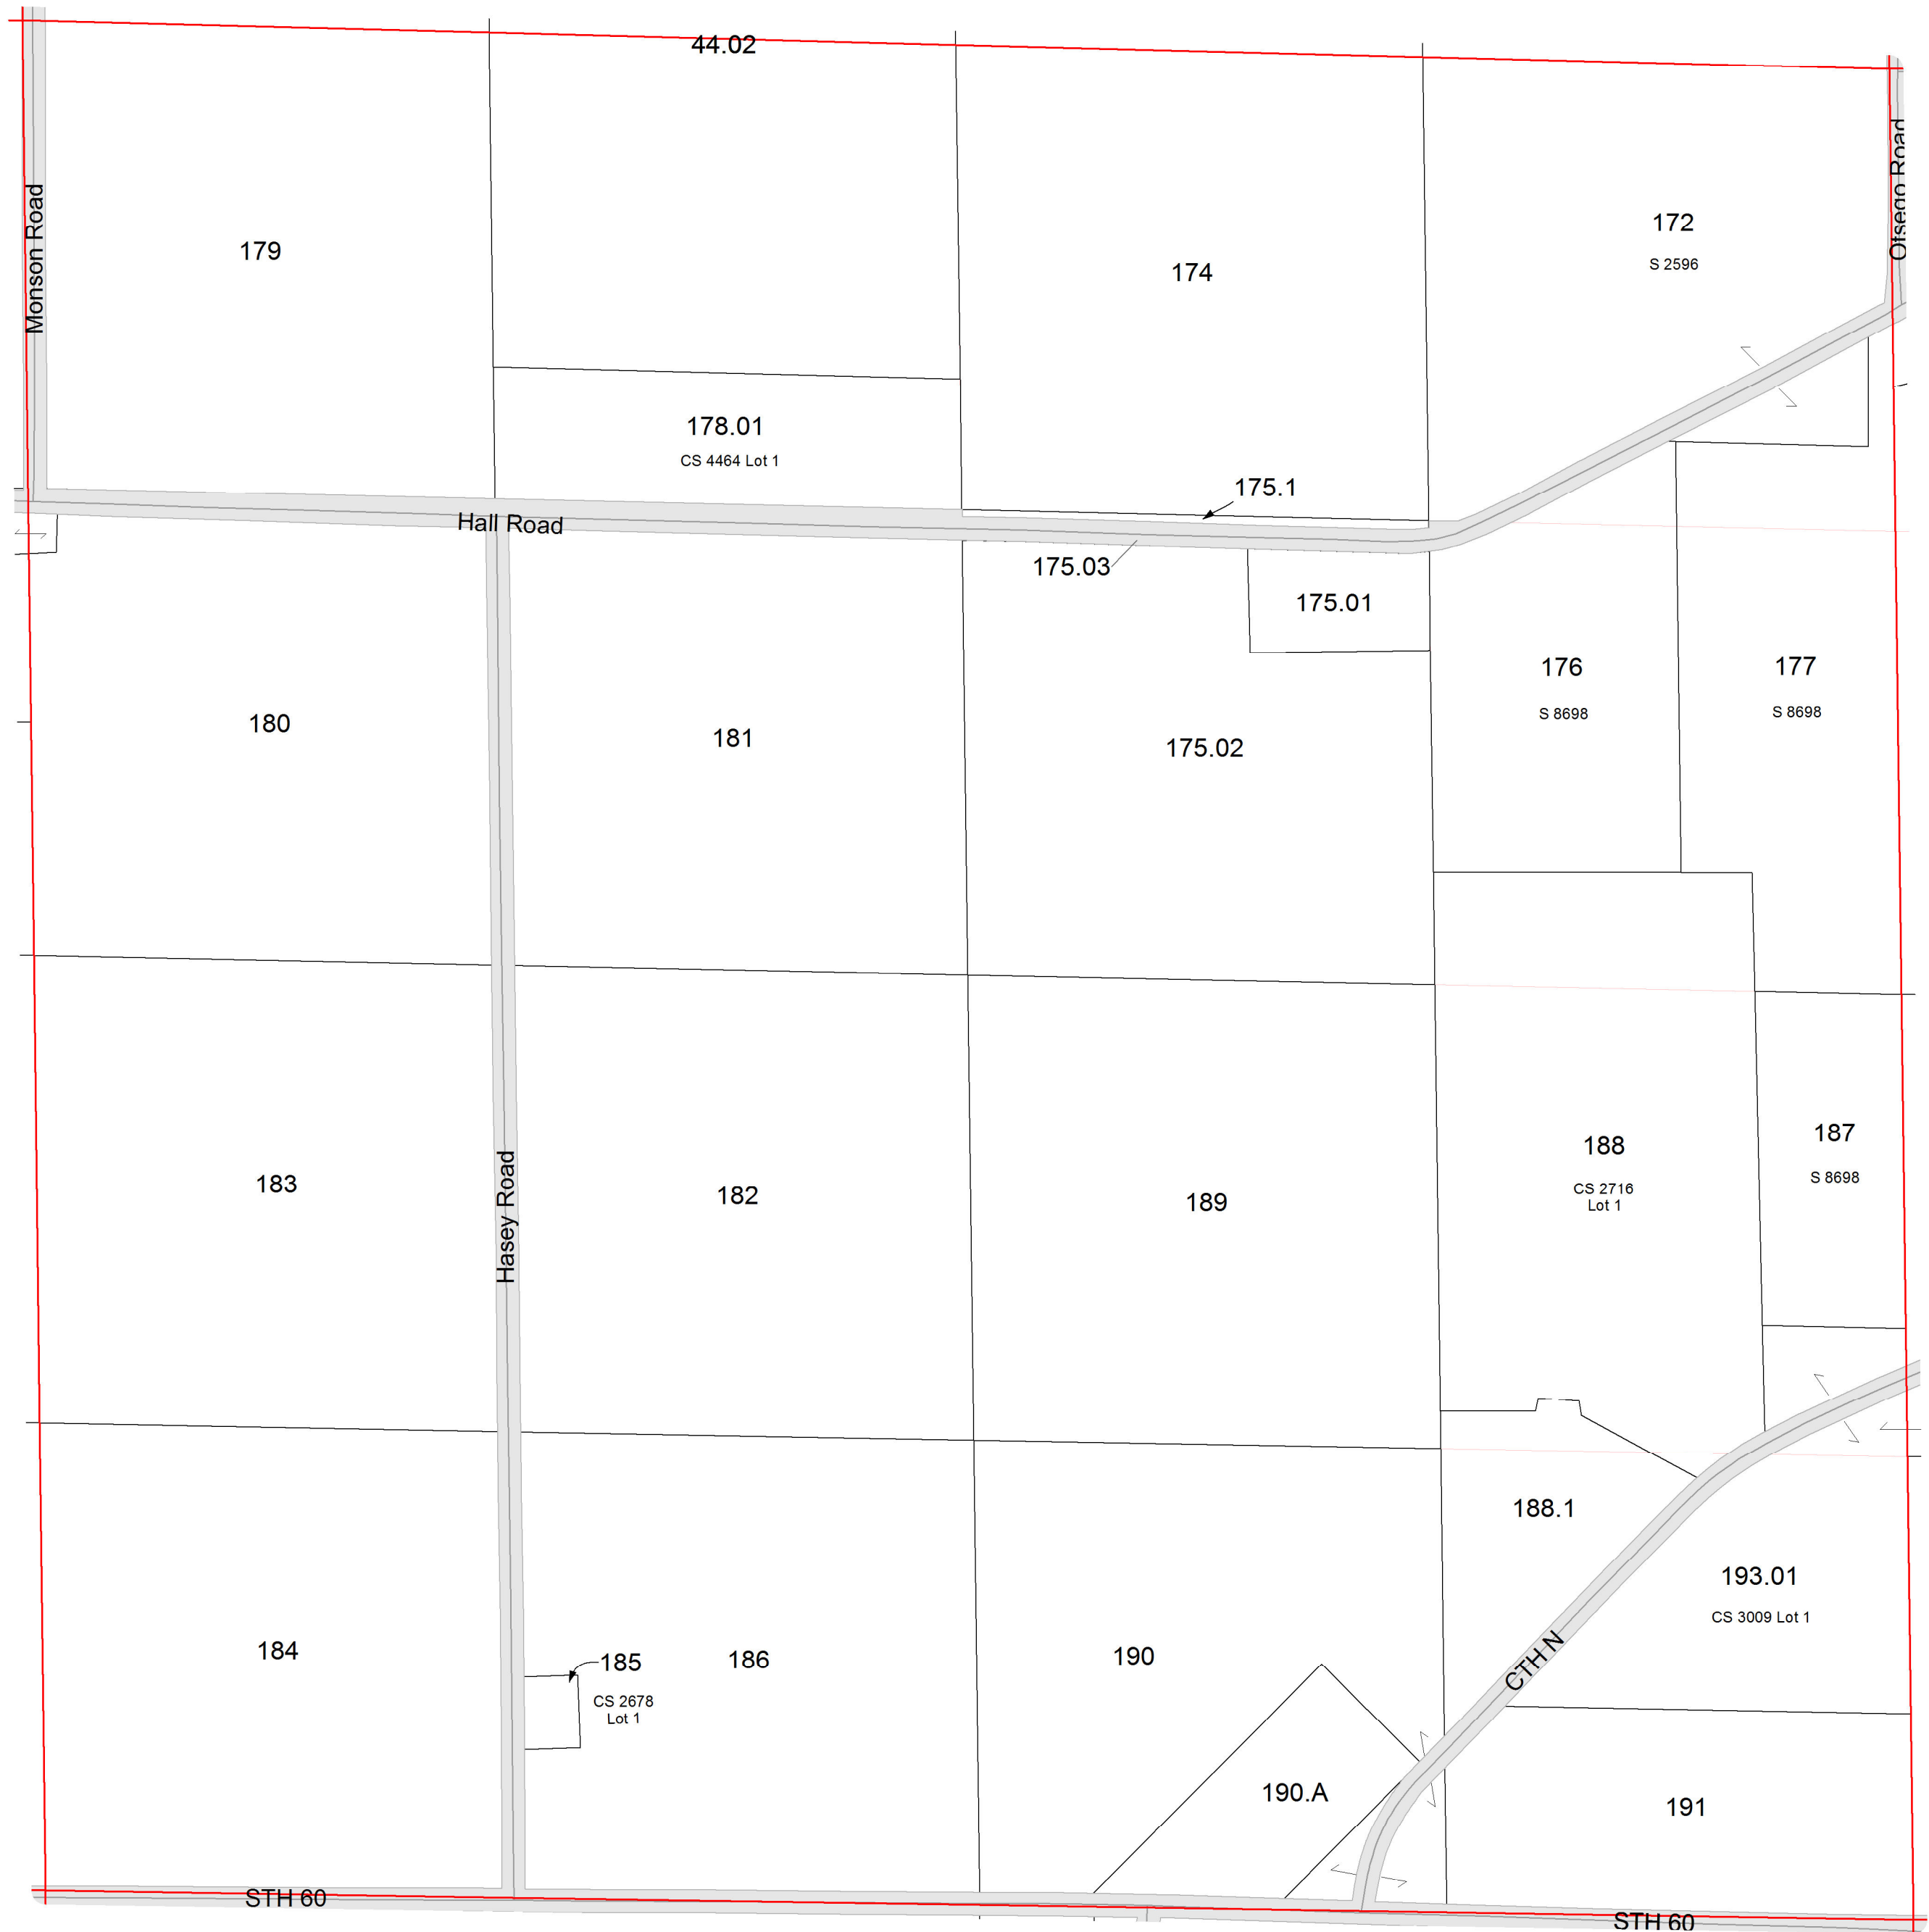 44.02
Monson Road
Otsego Road
179
174
172
S 2596
178.01
CS 4464 Lot 1
175.1
Hall Road
175.03
175.01
176
S 8698
177
S 8698
180
181
175.02
183
Hasey Road
182
189
188
CS 2716
Lot 1
187
S 8698
188.1
193.01
CS 3009 Lot 1
CTH N
184
185
CS 2678
Lot 1
186
190
190.A
191
STH 60
STH 60